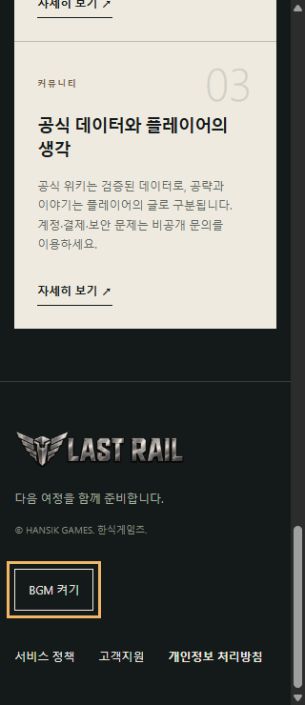 자세히 보기 ↗
커뮤니티
03
공식 데이터와 플레이어의
생각
공식 위키는 검증된 데이터로, 공략과
이야기는 플레이어의 글로 구분됩니다.
계정·결제·보안 문제는 비공개 문의를
이용하세요.
자세히 보기 ↗
LAST RAIL
다음 여정을 함께 준비합니다.
© HANSIK GAMES. 한식게임즈.
BGM 켜기
서비스 정책 고객지원 개인정보 처리방침